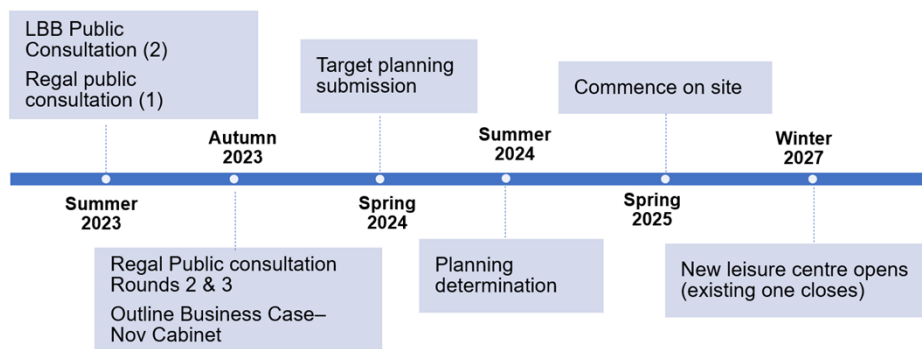 LBB Public
Consultation (2)
Regal public
consultation (1)
Target planning
submission
Commence on site
Autumn
2023
Summer
2024
Winter
2027
Summer
2023
Spring
2024
Spring
2025
Regal Public consultation
Rounds 2 & 3
Outline Business Case–
Nov Cabinet
Planning
determination
New leisure centre opens
(existing one closes)